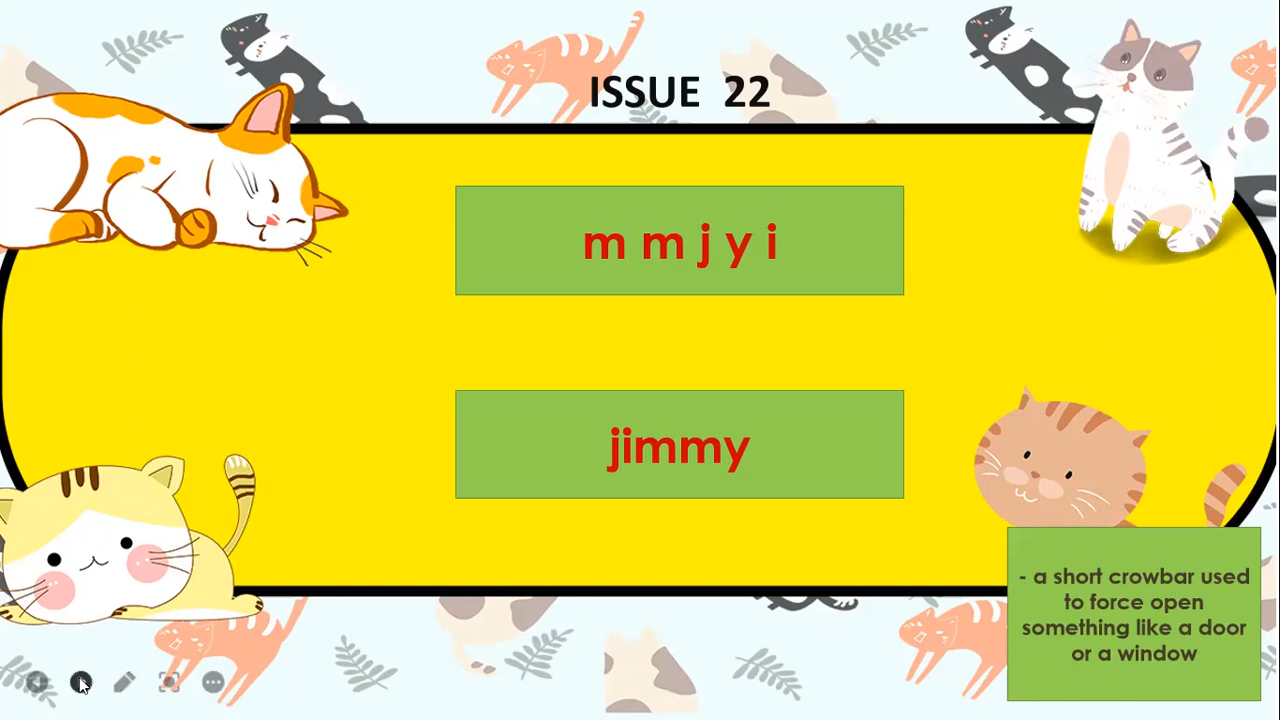 ISSUE 22
m m j y i
jimmy
- a short crowbar used
to force open
something like a door
or a window